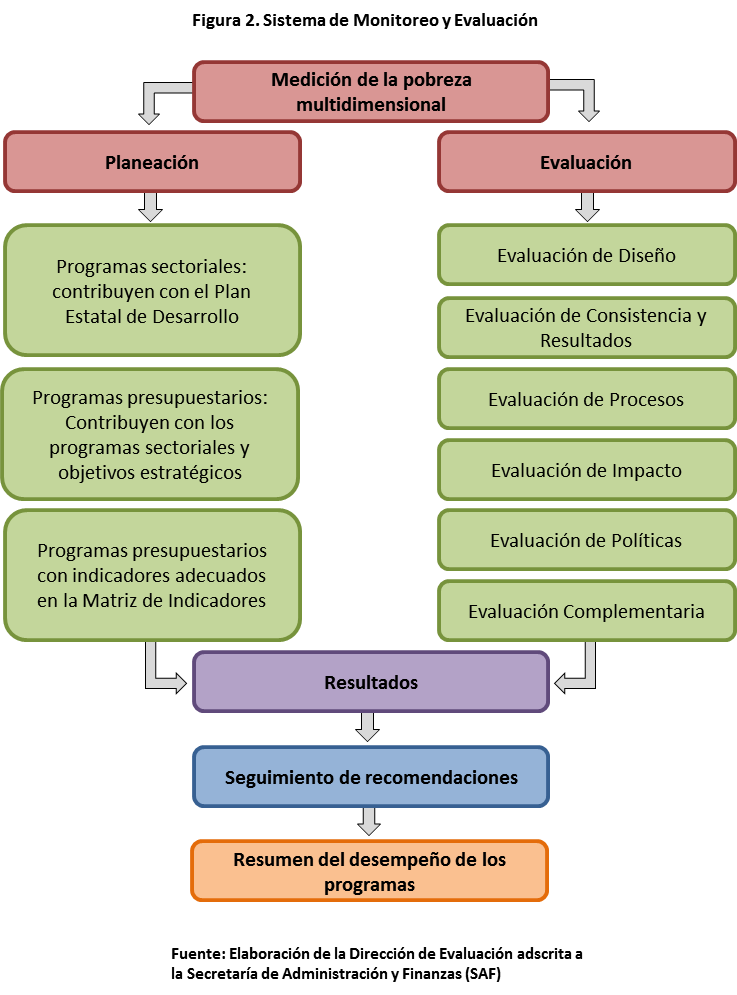 Figura 2. Sistema de Monitoreo y Evaluación
Medición de la pobreza
multidimensional
Planeación
Programas sectoriales:
contribuyen con el Plan
Estatal de Desarrollo
Programas presupuestarios:
Contribuyen con los
programas sectoriales y
objetivos estratégicos
Programas presupuestarios
con indicadores adecuados
en la Matriz de Indicadores
Evaluación
Evaluación de Diseño
Evaluación de Consistencia y
Resultados
Evaluación de Procesos
Evaluación de Impacto
Evaluación de Políticas
Evaluación Complementaria
Resultados
Seguimiento de recomendaciones
Resumen del desempeño de los
programas
Fuente: Elaboración de la Dirección de Evaluación adscrita a
la Secretaría de Administración y Finanzas (SAF)